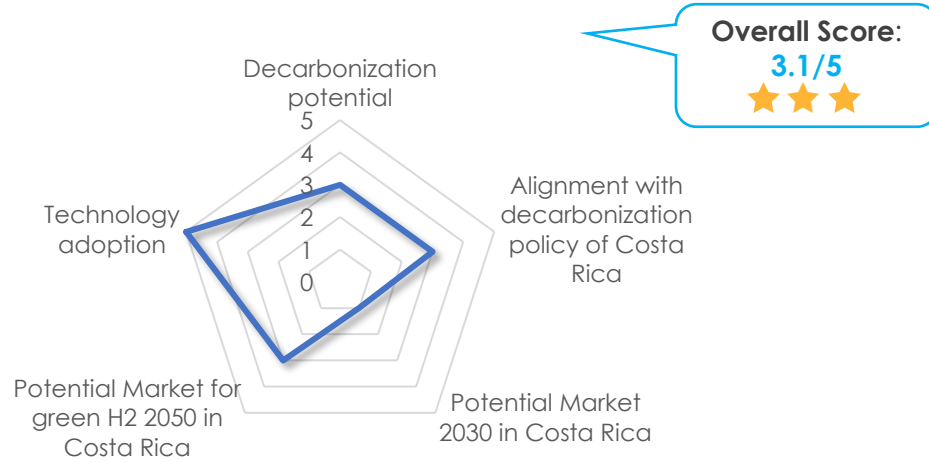 Overall Score:
3.1/5
Decarbonization
potential
5
4
3
2
1
0
Alignment with
decarbonization
policy of Costa
Rica
Technology
adoption
Potential Market for
green H2 2050 in
Costa Rica
Potential Market
2030 in Costa Rica